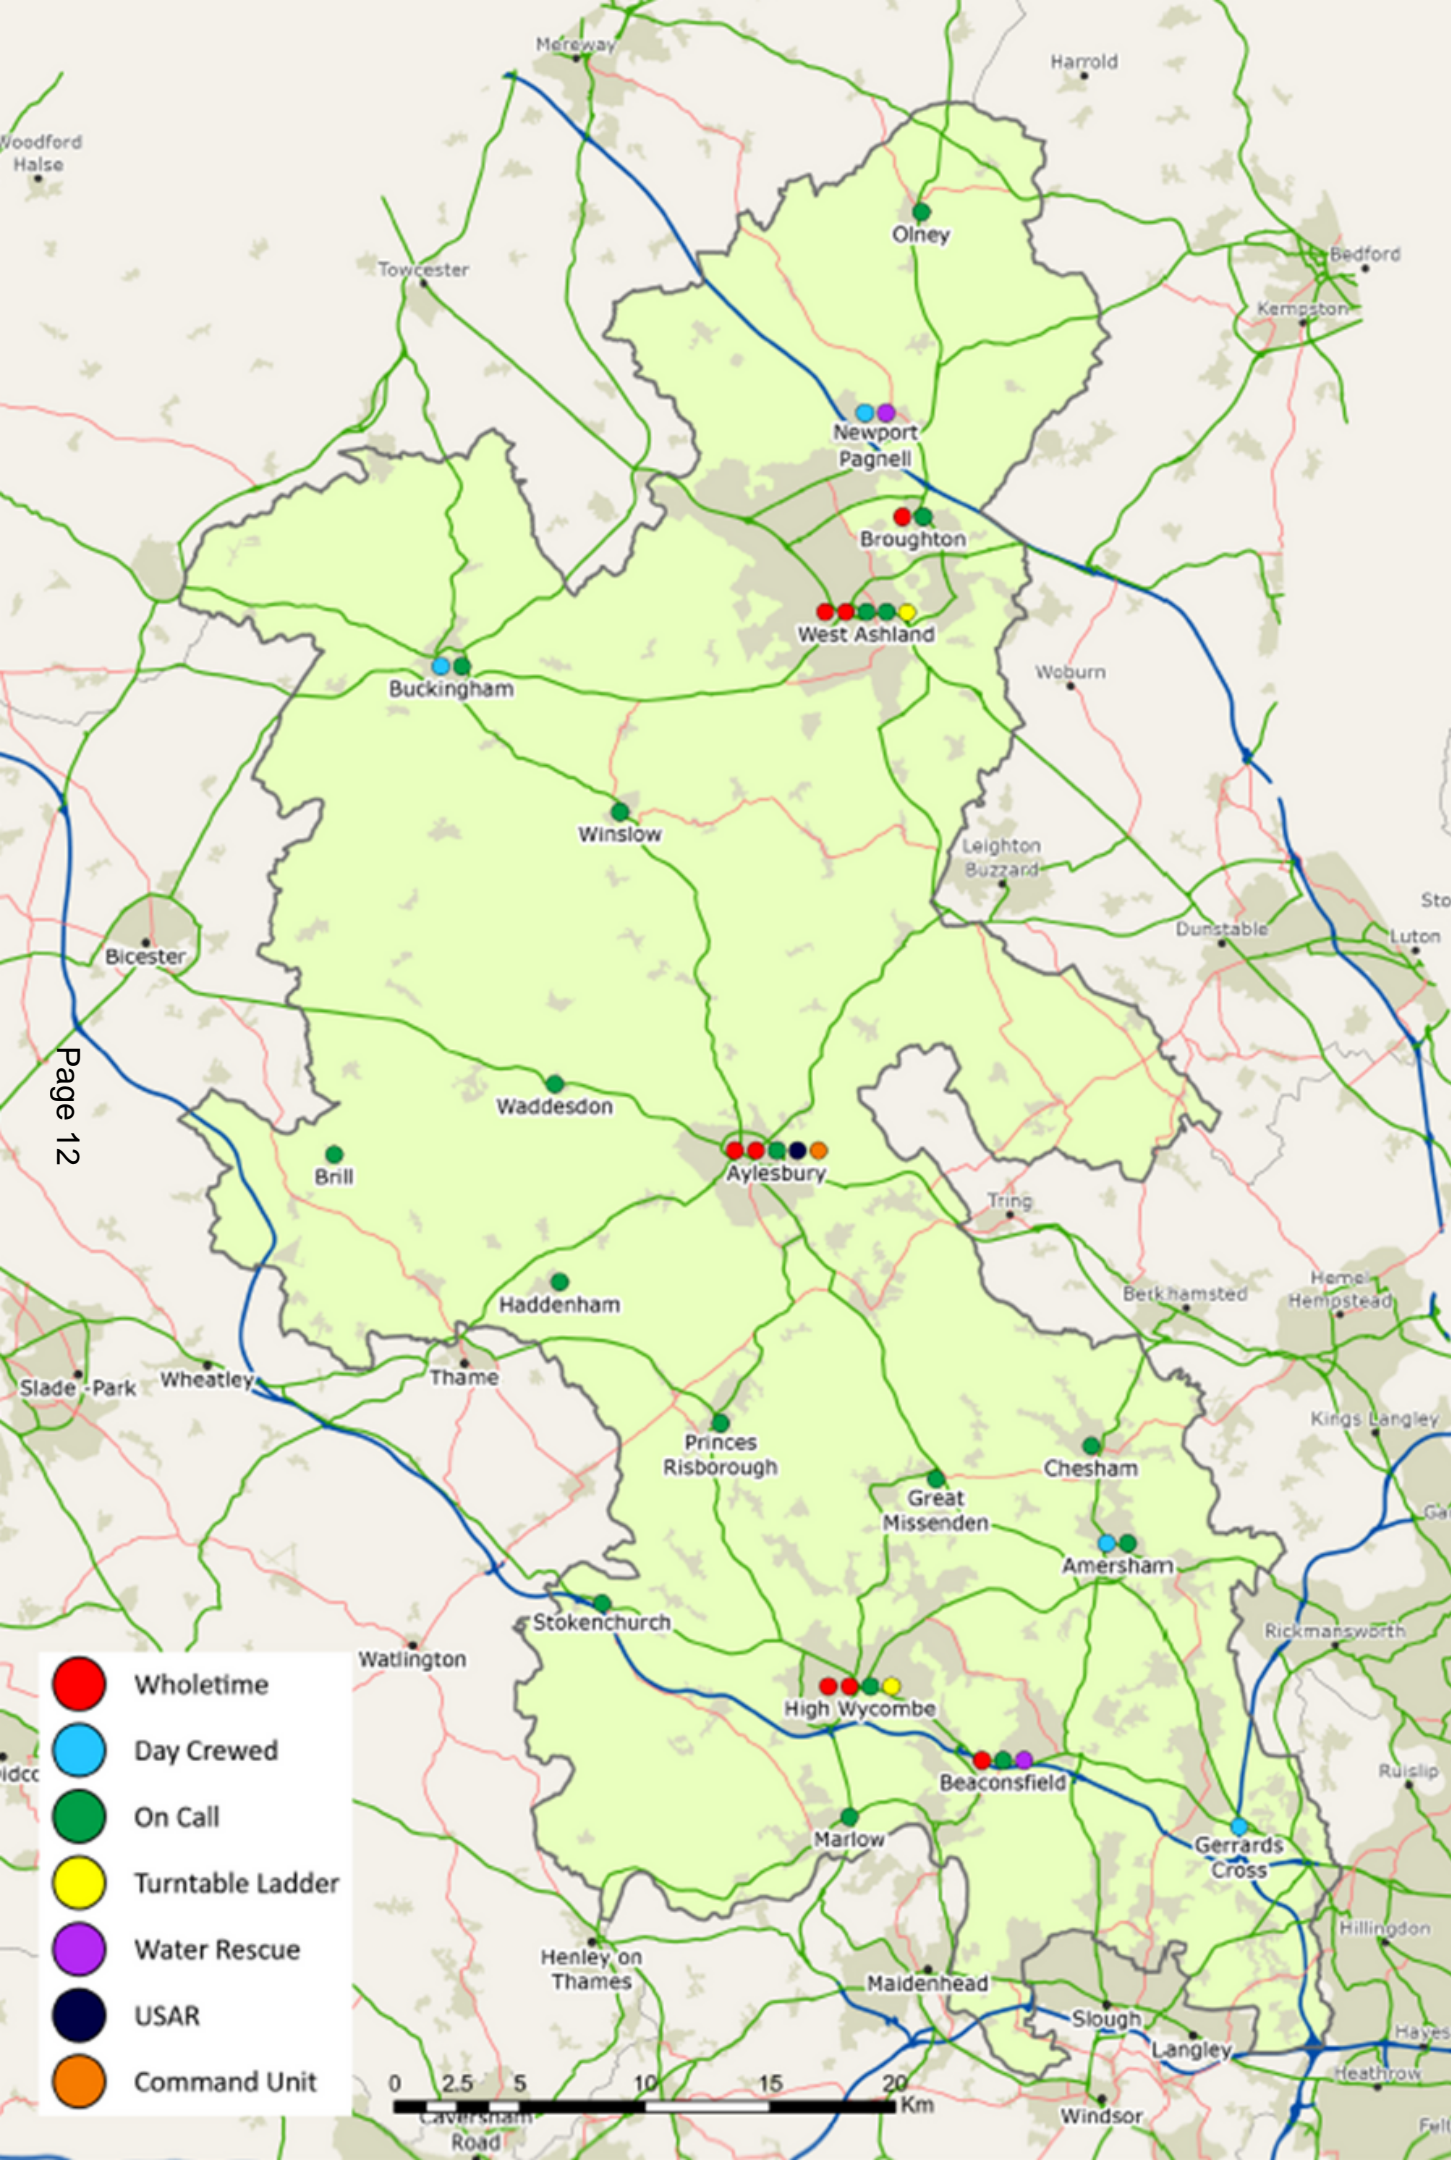 Mereway
Harrold
Woodford
Halse
Olney
Towcester
Bedford
Kempston
Newport
Pagnell
Broughton
West Ashland
Woburn
Buckingham
Winslow
Leighton
Buzzard
Sto
Dunstable
Luton
Bicester
Page 12
Waddesdon
Brill
Aylesbury
Tring
Haddenham
Berkhamsted
Hemel
Hempstead
Slade -Park
Wheatley
Thame
Kings Langley
Princes
Risborough
Chesham
Great
Missenden
Ga
Amersham
Stokenchurch
Rickmansworth
Watlington
Wholetime
High Wycombe
Day Crewed
Beaconsfield
Ruislip
idco
On Call
Marlow
Gerrards
Cross
Turntable Ladder
Water Rescue
Hillingdon
Henley on
Thames
Maidenhead
USAR
Slough
Langley
Hayes
Heathrow
Command Unit
0 2.5 5 10 15 20
Km
Caversham
Road
Windsor
Felt